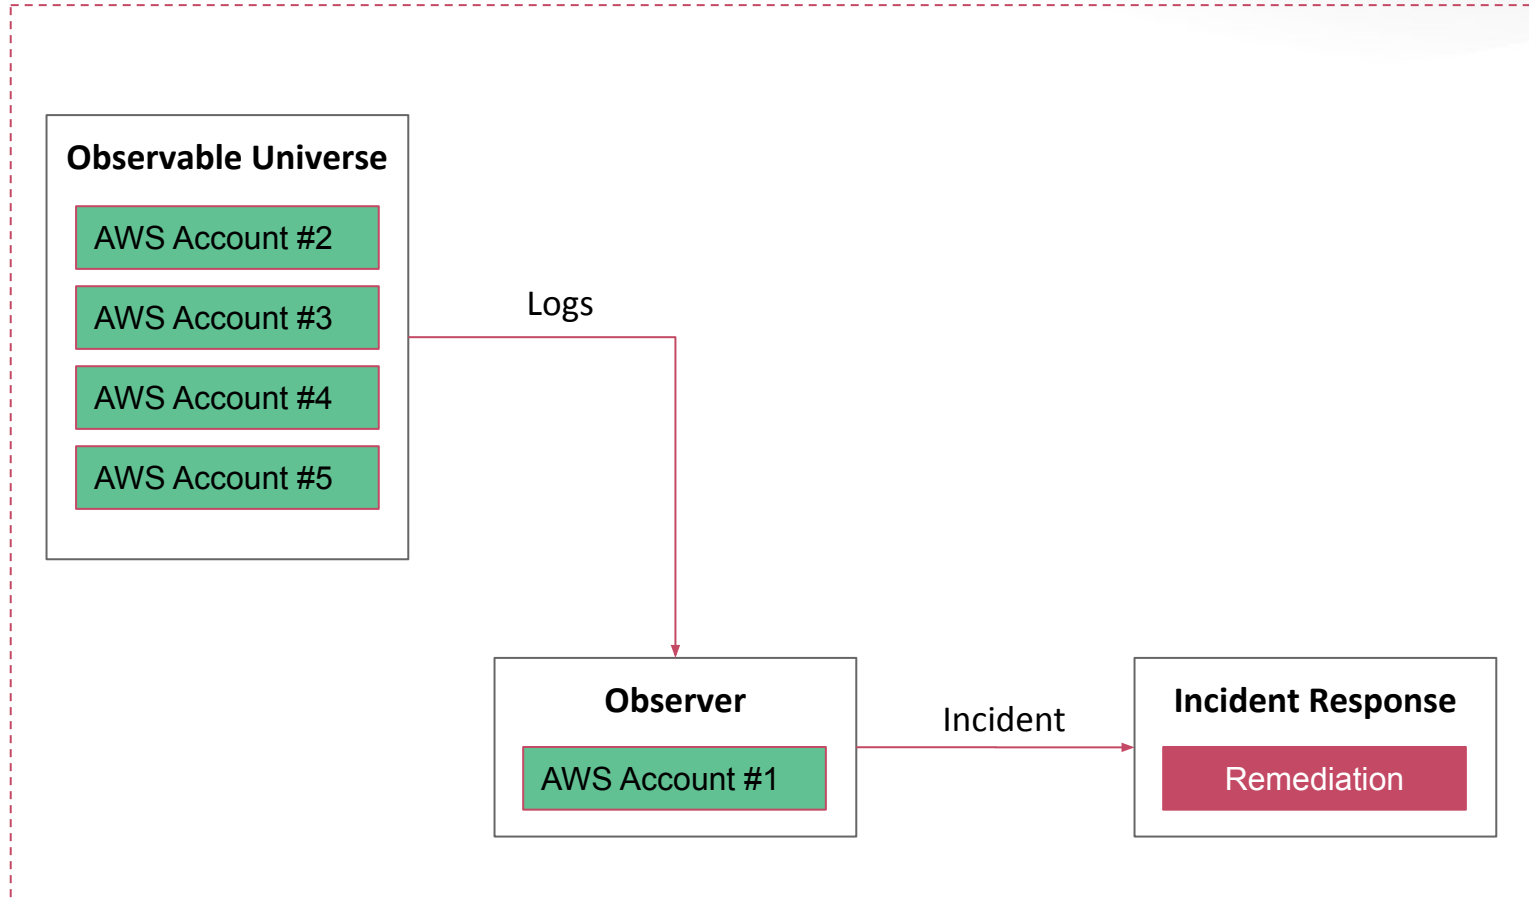 Observable Universe
AWS Account #2
AWS Account #3
AWS Account #4
AWS Account #5
Logs
Observer
AWS Account #1
Incident
Incident Response
Remediation